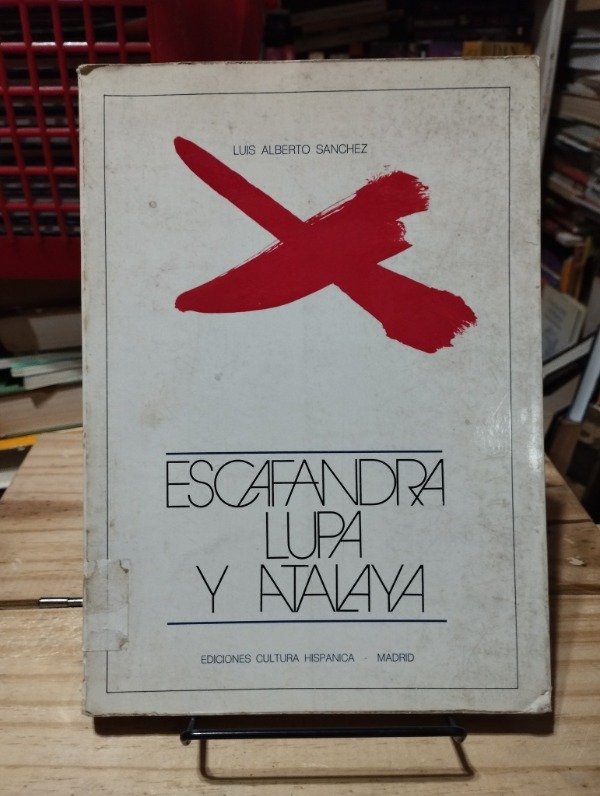 LUIS ALBERTO SANCHEZ
ESCAFANDRA
LUPA
Y ATALAYA
EDICIONES CULTURA HISPANICA - MADRID